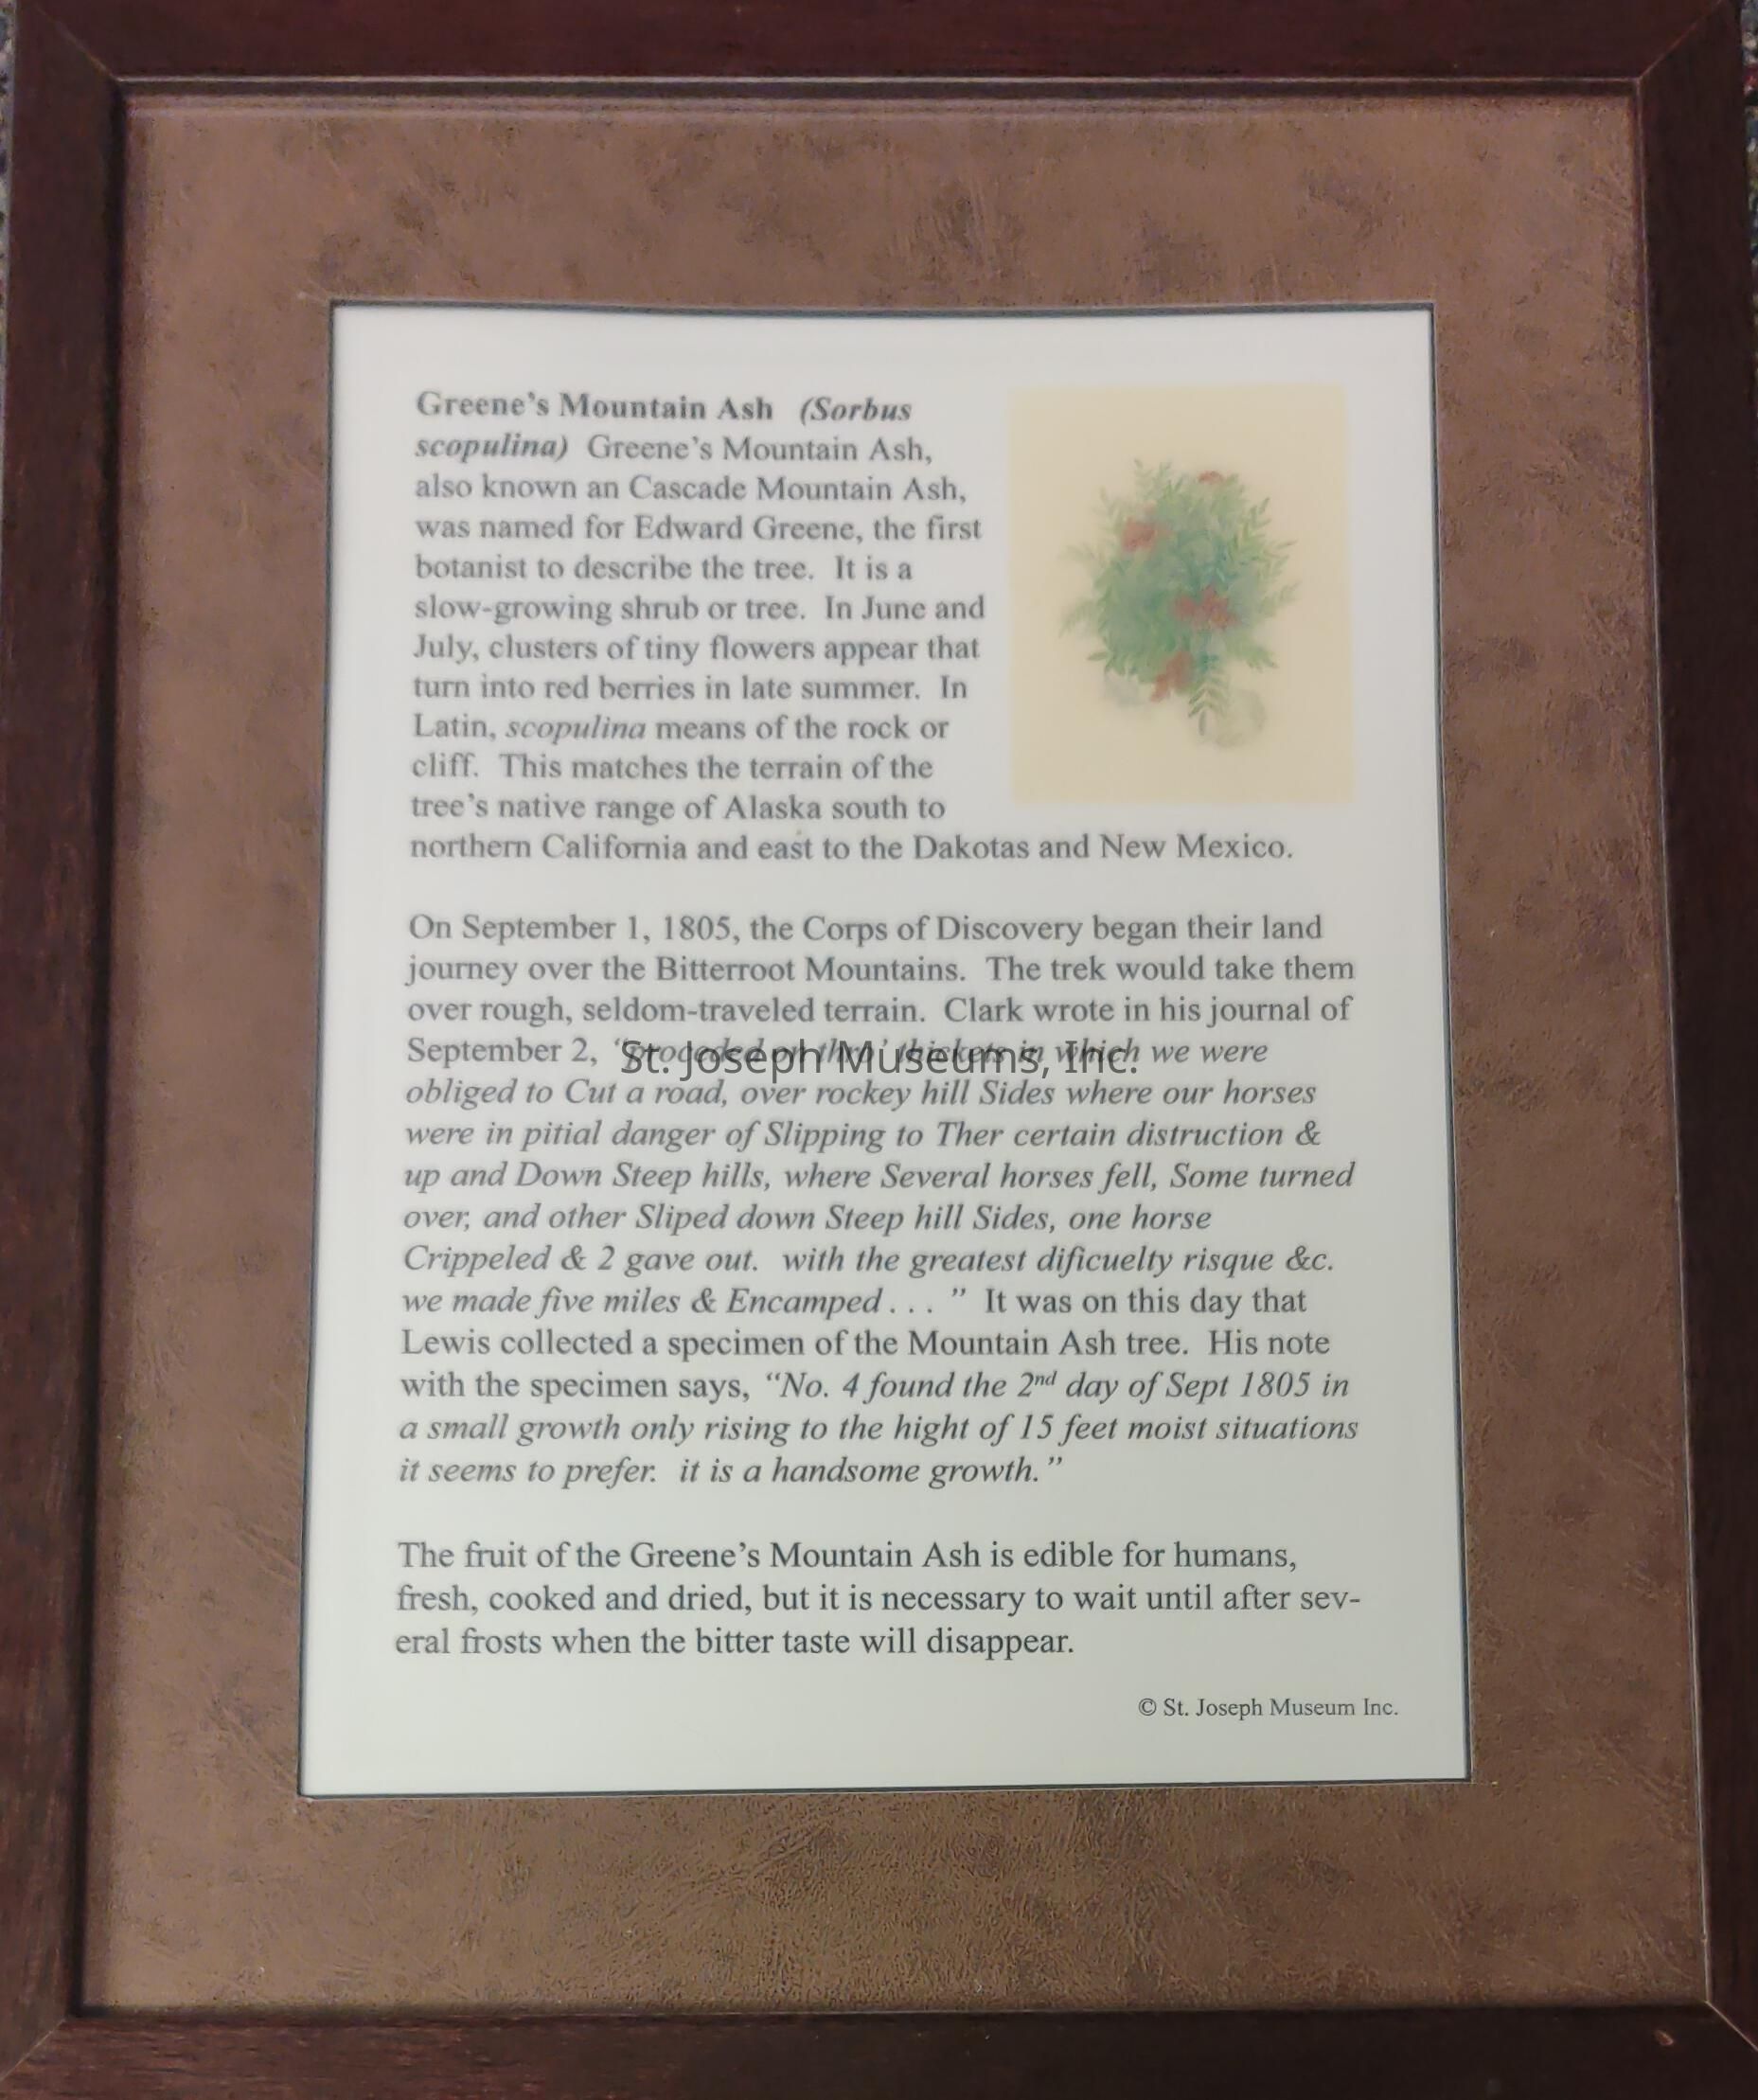 Greene's Mountain Ash (Sorbus
scopulina) Greene's Mountain Ash,
also known an Cascade Mountain Ash,
was named for Edward Greene, the first
botanist to describe the tree. It is a
slow-growing shrub or tree. In June and
July, clusters of tiny flowers appear that
turn into red berries in late summer. In
Latin, scopulina means of the rock or
cliff. This matches the terrain of the
tree's native range of Alaska south to
northern California and east to the Dakotas and New Mexico.
On September 1, 1805, the Corps of Discovery began their land
journey over the Bitterroot Mountains. The trek would take them
over rough, seldom-traveled terrain. Clark wrote in his journal of
September 2, "proceded on thro' thickets in which we were
St. Joseph Museums, Inc.
obliged to Cut a road, over rockey hill Sides where our horses
were in pitial danger of Slipping to Ther certain distruction &
up and Down Steep hills, where Several horses fell, Some turned
over, and other Sliped down Steep hill Sides, one horse
Crippeled & 2 gave out. with the greatest dificuelty risque &c.
we made five miles & Encamped . . . " It was on this day that
Lewis collected a specimen of the Mountain Ash tree. His note
with the specimen says, "No. 4 found the 2nd day of Sept 1805 in
a small growth only rising to the hight of 15 feet moist situations
it seems to prefer. it is a handsome growth."
The fruit of the Greene's Mountain Ash is edible for humans,
fresh, cooked and dried, but it is necessary to wait until after sev-
eral frosts when the bitter taste will disappear.
© St. Joseph Museum Inc.